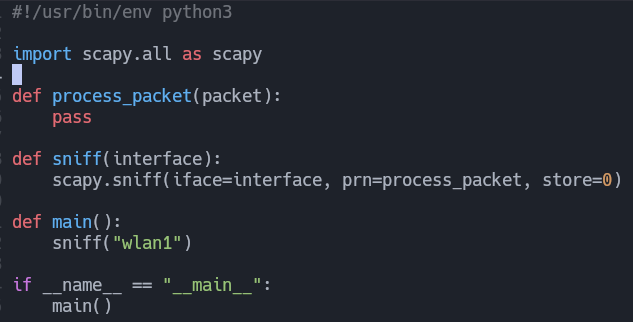 #!/usr/bin/env python3
import scapy.all as scapy
def process_packet(packet):
    pass
def sniff(interface):
    scapy.sniff(iface=interface, prn=process_packet, store=0)
def main():
    sniff("wlan1")
if __name__ == "__main__":
    main()